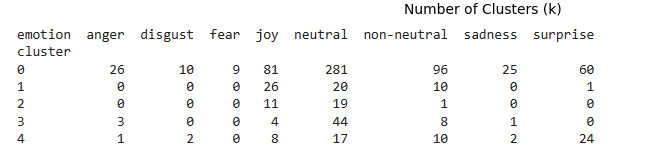 Number of Clusters (k)
emotion anger disgust fear joy neutral non-neutral sadness surprise
cluster
0 26 10 9 81 281 96 25 60
1 0 0 0 26 20 10 0 1
2 0 0 0 11 19 1 0 0
3 3 0 0 4 44 8 1 0
4 1 2 0 8 17 10 2 24